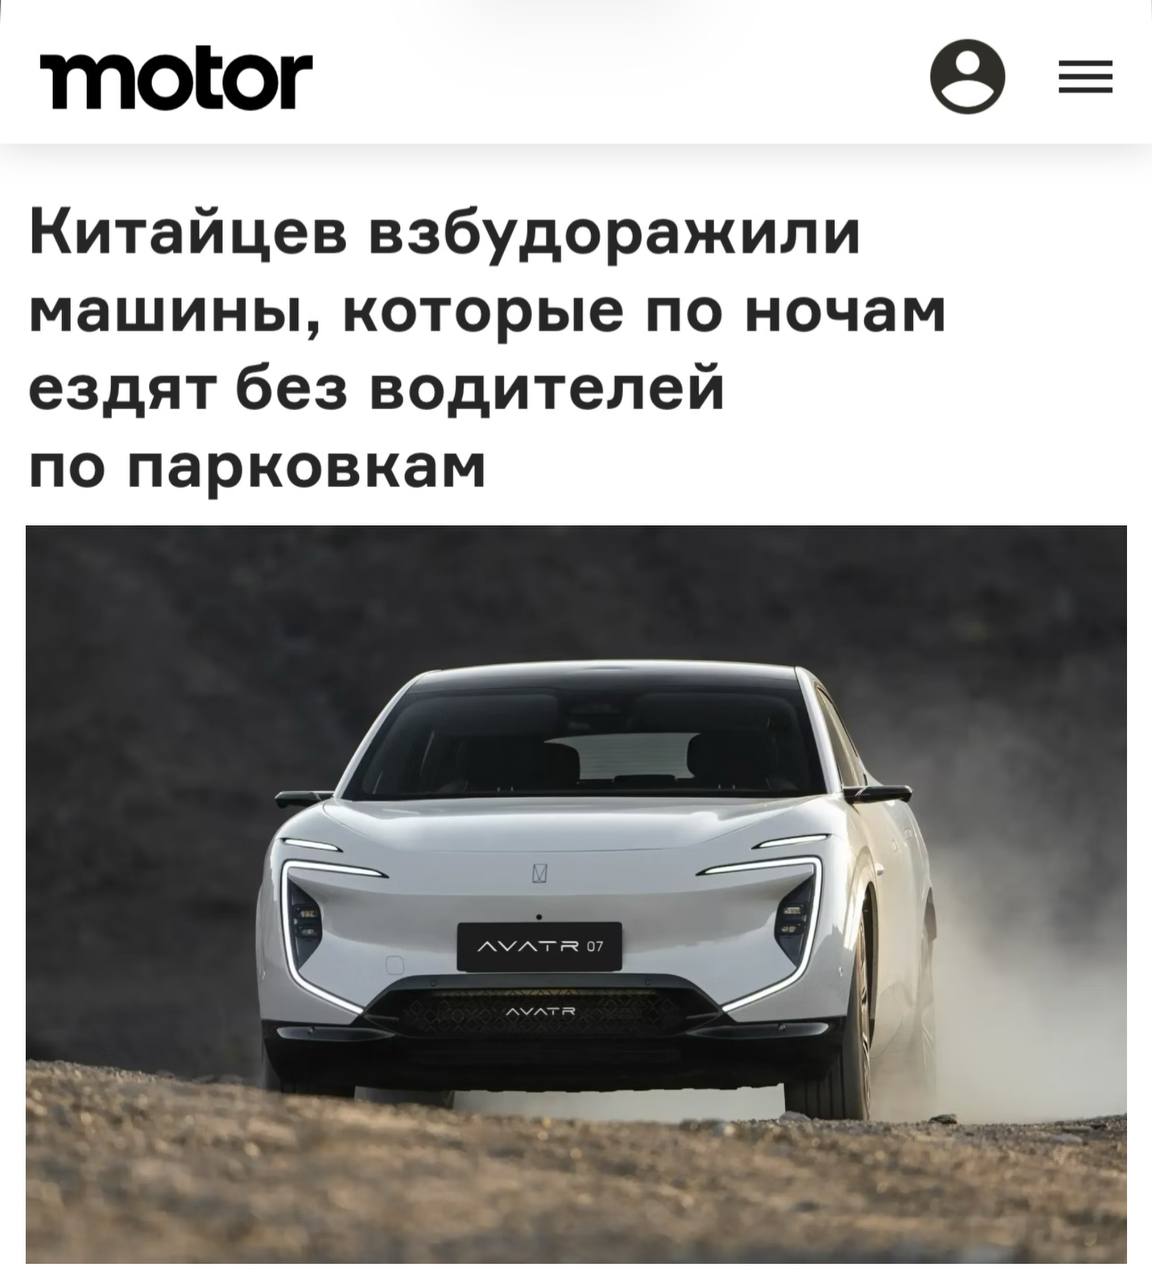 motor
Китайцев взбудоражили
машины, которые по ночам
ездят без водителей
по парковкам
AVATR 07
AVATR